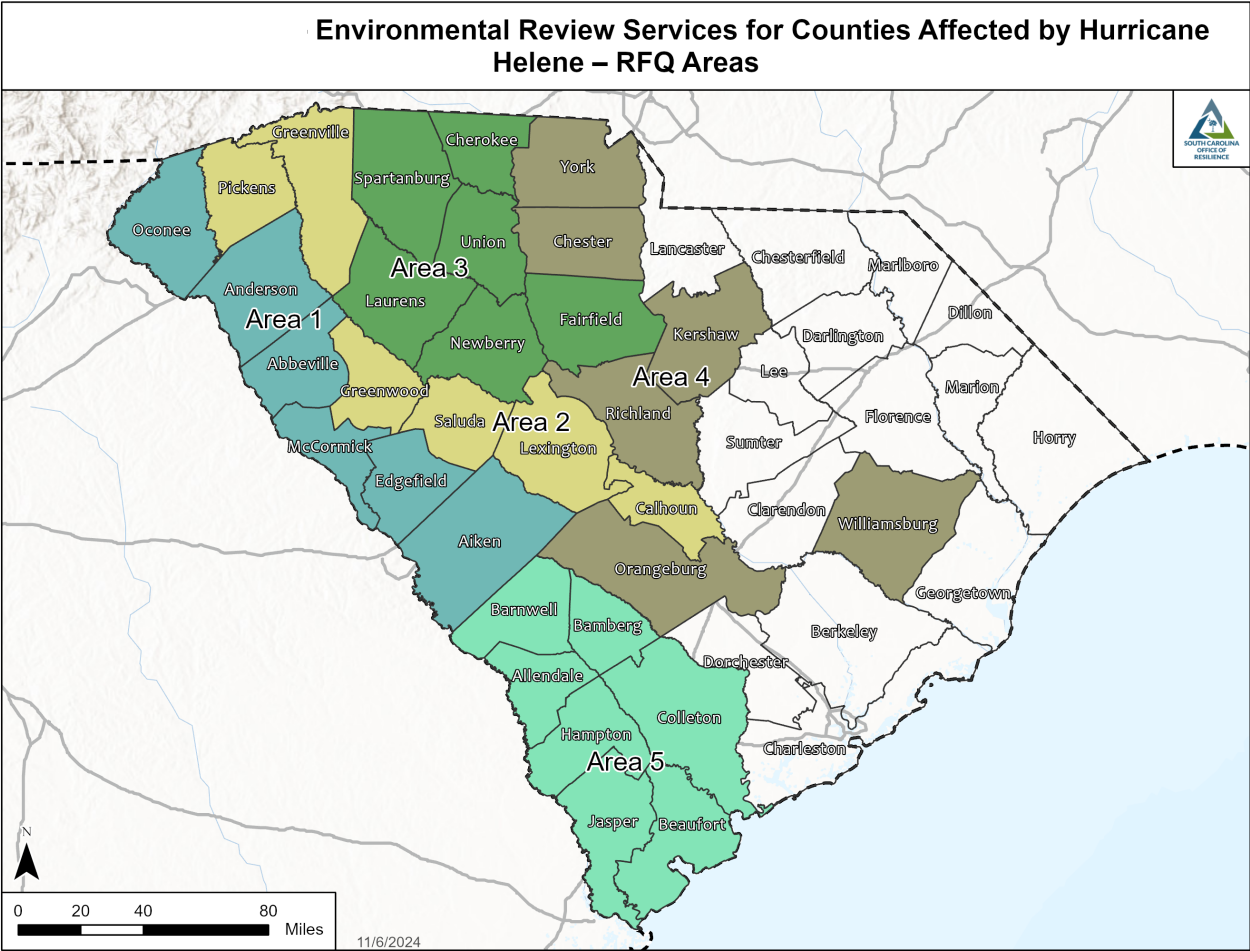 Environmental Review Services for Counties Affected by Hurricane
Helene – RFQ Areas
SOUTH CAROLINA
OFFICE OF
RESILIENCE
Greenville
Cherokee
York
Pickens
Spartanburg
Oconee
Union
Chester
Lancaster
Chesterfield
Marlboro
Area 3
Anderson
Laurens
Dillon
Area 1
Fairfield
Kershaw
Darlington
Newberry
Abbeville
Lee
Area 4
Marion
Greenwood
Richland
Florence
Saluda
Area 2
Horry
McCormick
Lexington
Sumter
Edgefield
Calhoun
Clarendon
Williamsburg
Aiken
Orangeburg
Georgetown
Barnwell
Bamberg
Berkeley
Dorchester
Allendale
Colleton
Hampton
Charleston
Area 5
Jasper
Beaufort
N
0 20 40 80
Miles
11/6/2024